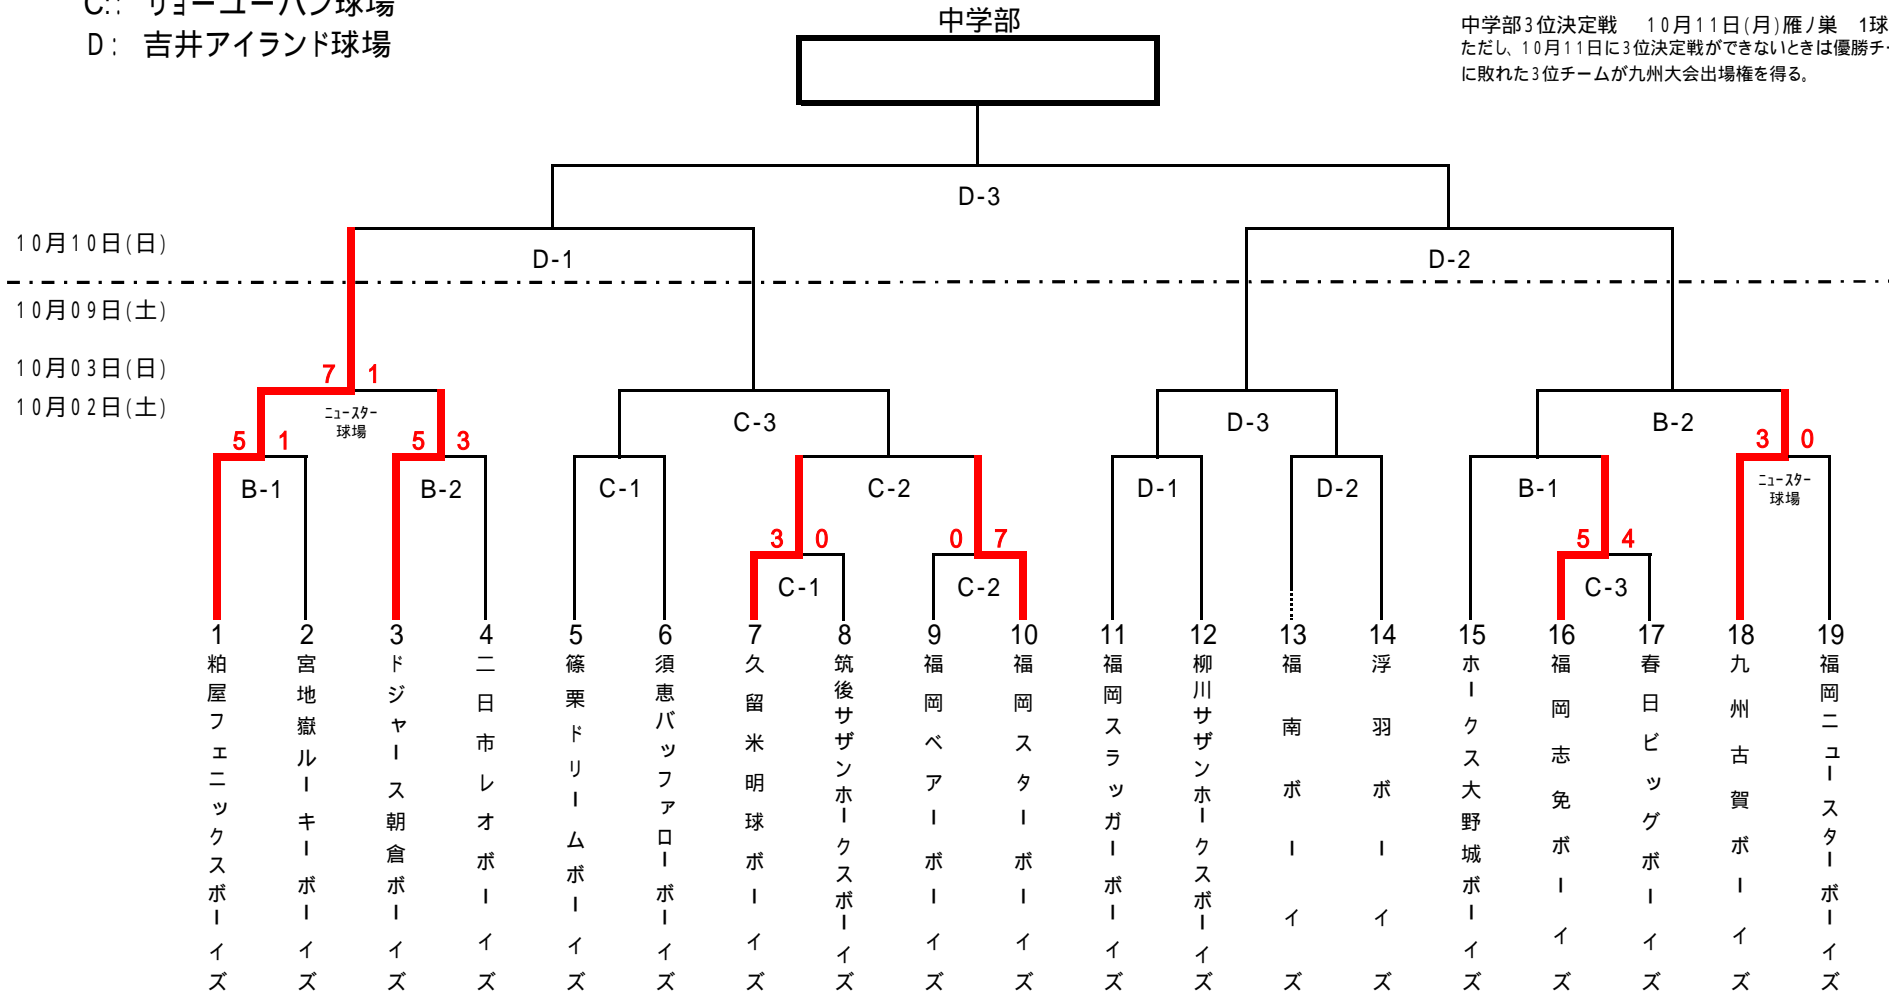 C:: リョーユーパン球場
D: 吉井アイランド球場
中学部
中学部3位決定戦 10月11日(月)雁ノ巣 1球
ただし、10月11日に3位決定戦ができないときは優勝チー
に敗れた3位チームが九州大会出場権を得る。
D-3
10月10日(日)
D-1
D-2
10月09日(土)
10月03日(日)
7 1
10月02日(土)
ニュースター
球場
C-3
D-3
B-2
5 1
5 3
3 0
B-1
B-2
C-1
C-2
D-1
D-2
B-1
ニュースター
球場
3 0
0 7
5 4
C-1
C-2
C-3
1 2 3 4 5 6 7 8 9 10 11 12 13 14 15 16 17 18 19
粕屋フェニックスボーイズ
宮地嶽ルーキーボーイズ
ドジャース朝倉ボーイズ
二日市レオボーイズ
篠栗ドリームボーイズ
須恵バッファローボーイズ
久留米明球ボーイズ
筑後サザンホークスボーイズ
福岡ベアーボーイズ
福岡スターボーイズ
福岡スラッガーボーイズ
柳川サザンホークスボーイズ
福南ボーイズ
浮羽ボーイズ
ホークス大野城ボーイズ
福岡志免ボーイズ
春日ビッグボーイズ
九州古賀ボーイズ
福岡ニュースターボーイズ